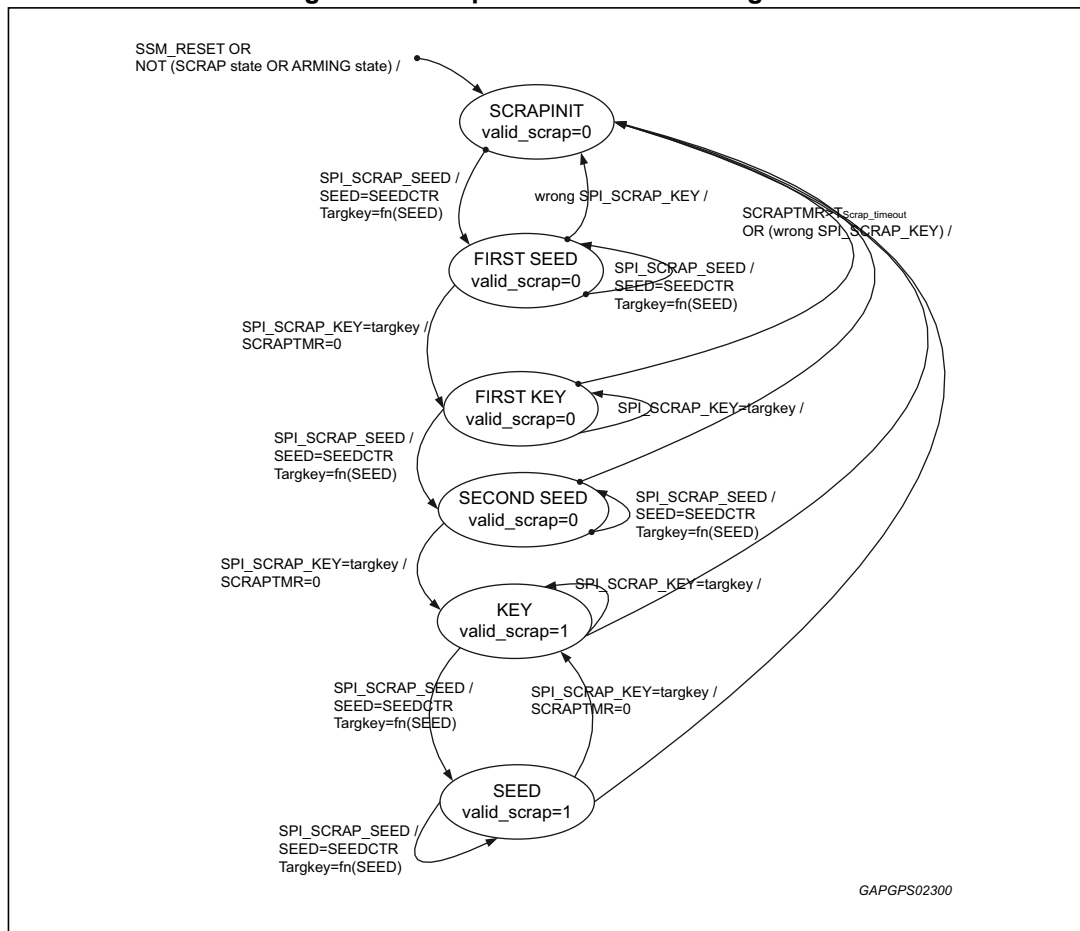 SSM_RESET OR
NOT (SCRAP state OR ARMING state) /
SCRAPINIT
valid_scrap=0
SPI_SCRAP_SEED /
SEED=SEEDCTR
Targkey=fn(SEED)
wrong SPI_SCRAP_KEY /
SCRAPTMR>TScrap_timeout
OR (wrong SPI_SCRAP_KEY) /
FIRST SEED
valid_scrap=0
SPI_SCRAP_SEED /
SEED=SEEDCTR
Targkey=fn(SEED)
SPI_SCRAP_KEY=targkey /
SCRAPTMR=0
FIRST KEY
valid_scrap=0
SPI_SCRAP_KEY=targkey /
SPI_SCRAP_SEED /
SEED=SEEDCTR
Targkey=fn(SEED)
SECOND SEED
valid_scrap=0
SPI_SCRAP_SEED /
SEED=SEEDCTR
Targkey=fn(SEED)
SPI_SCRAP_KEY=targkey /
SCRAPTMR=0
SPI_SCRAP_KEY=targkey /
KEY
valid_scrap=1
SPI_SCRAP_SEED /
SEED=SEEDCTR
Targkey=fn(SEED)
SPI_SCRAP_KEY=targkey /
SCRAPTMR=0
SEED
valid_scrap=1
SPI_SCRAP_SEED /
SEED=SEEDCTR
Targkey=fn(SEED)
GAPGPS02300